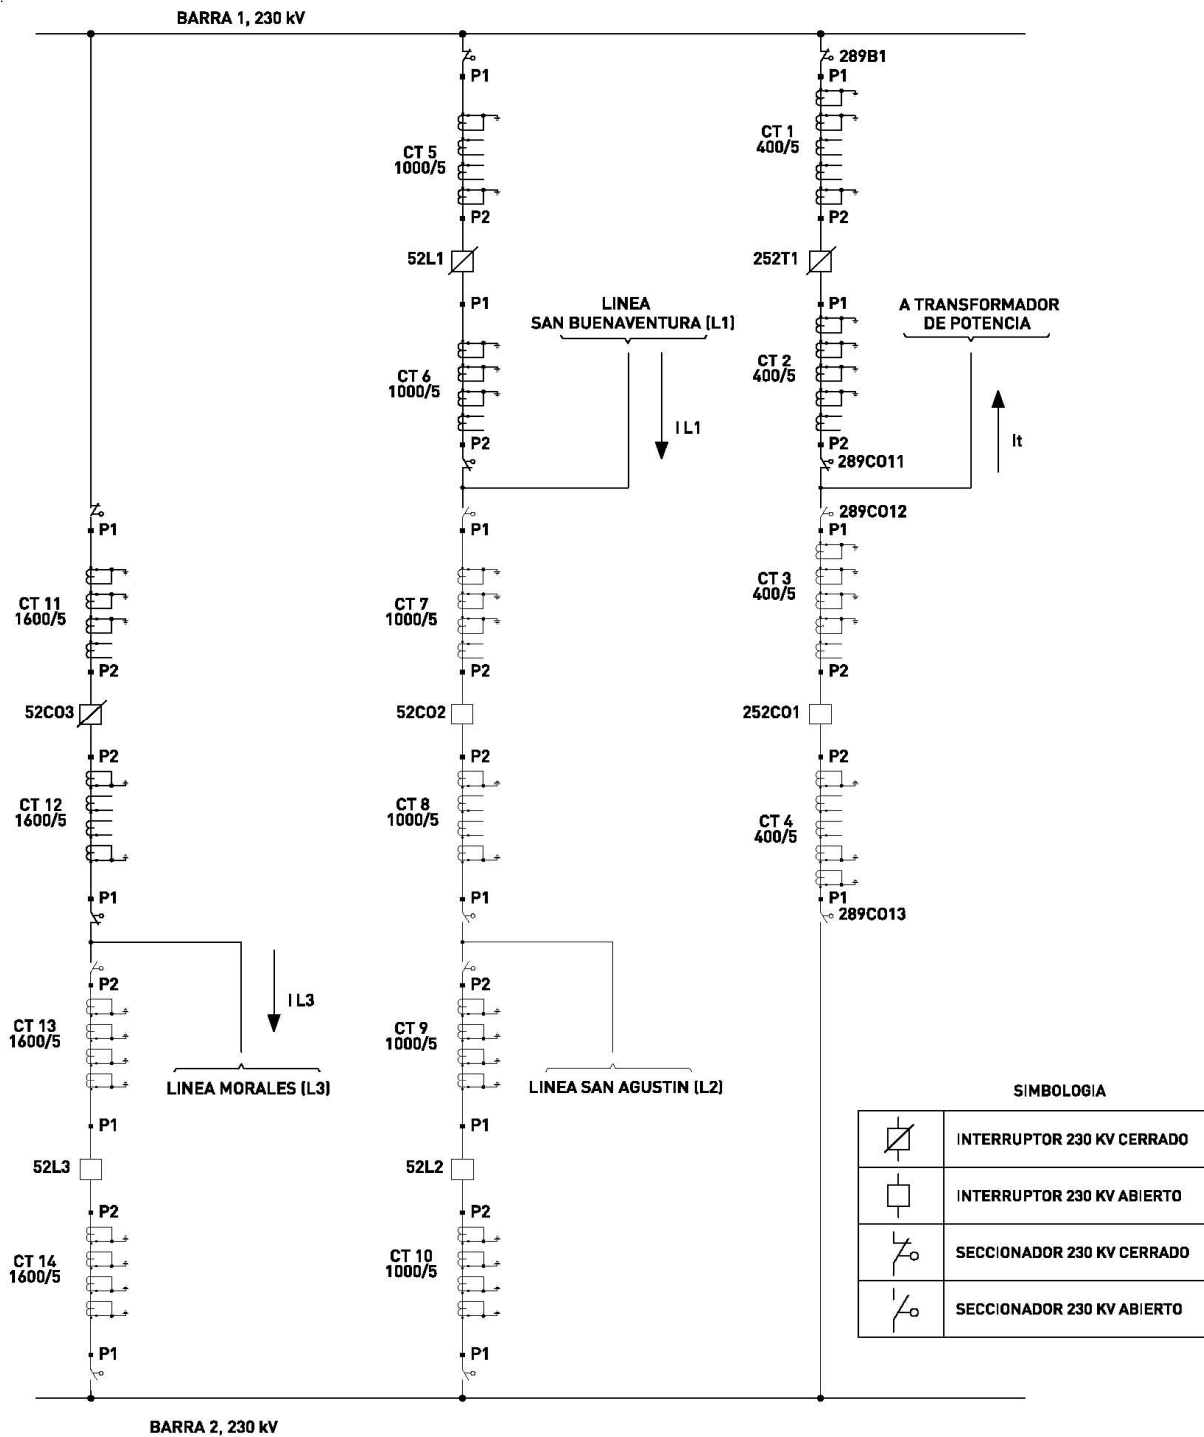 BARRA 1, 230 kV
289B1
P1
P1
CT 1
400/5
CT 5
1000/5
P2
P2
52L1
252T1
P1
P1
LINEA
SAN BUENAVENTURA (L1)
A TRANSFORMADOR
DE POTENCIA
CT 2
400/5
CT 6
1000/5
I L1
It
P2
P2
289CO11
289CO12
P1
P1
P1
CT 3
400/5
CT 11
1600/5
CT 7
1000/5
P2
P2
P2
52CO3
52CO2
252CO1
P2
P2
P2
CT 12
1600/5
CT 8
1000/5
CT 4
400/5
P1
P1
P1
289CO13
P2
P2
I L3
CT 13
1600/5
CT 9
1000/5
LINEA MORALES (L3)
LINEA SAN AGUSTIN (L2)
P1
P1
52L3
52L2
P2
P2
CT 14
1600/5
CT 10
1000/5
P1
P1
SIMBOLOGIA
INTERRUPTOR 230 KV CERRADO
INTERRUPTOR 230 KV ABIERTO
SECCIONADOR 230 KV CERRADO
SECCIONADOR 230 KV ABIERTO
BARRA 2, 230 kV